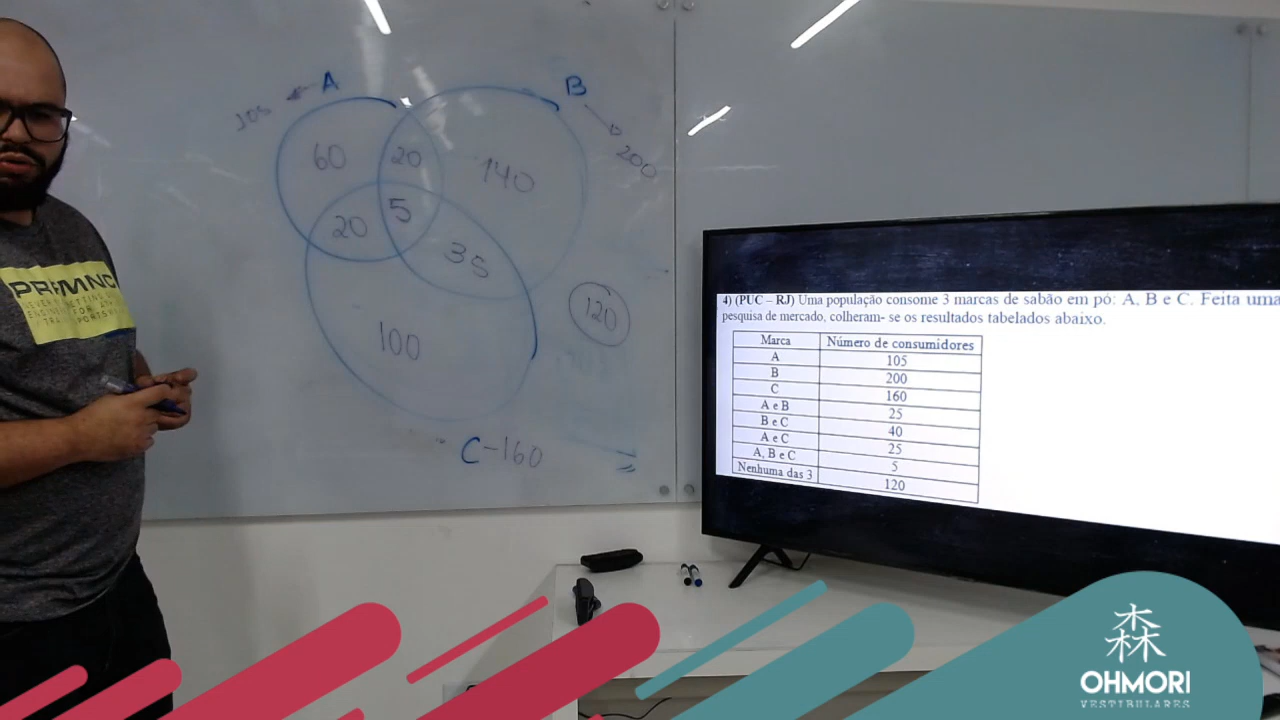 A
B
105
200
60
20
140
5
20
35
120
100
C-160
4) (PUC – RJ) Uma população consome 3 marcas de sabão em pó: A, B e C. Feita uma
pesquisa de mercado, colheram- se os resultados tabelados abaixo.
Marca Número de consumidores
A 105
B 200
C 160
A e B 25
B e C 40
A e C 25
A, B e C 5
Nenhuma das 3 120
森
OHMORI
VESTIBULARES